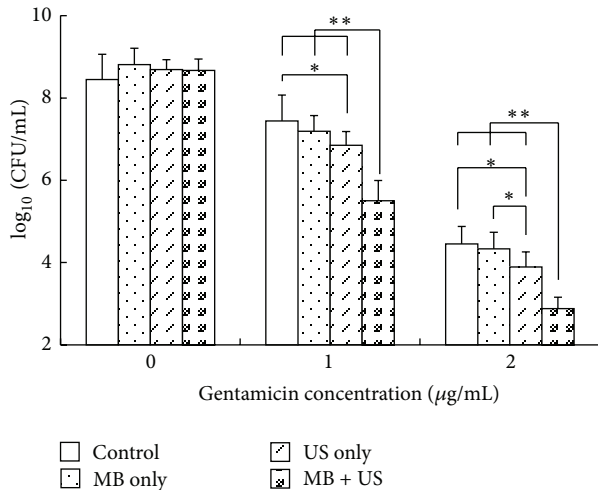 10
**
8
*
**
6
*
*
4
2
log₁₀ (CFU/mL)
0 1 2
Gentamicin concentration (μg/mL)
Control US only
MB only MB + US